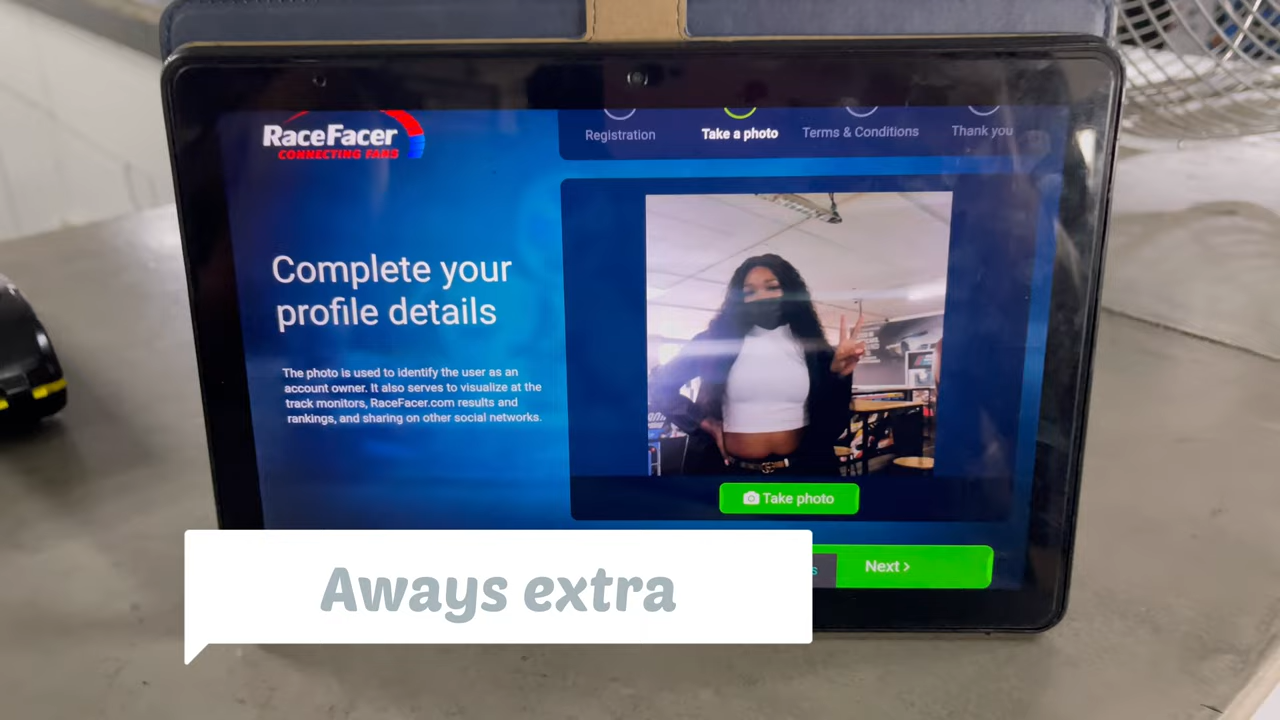 RaceFacer
CONNECTING FANS
Registration
Take a photo
Terms & Conditions
Thank you
Complete your
profile details
The photo is used to identify the user as an
account owner. It also serves to visualize at the
track monitors, RaceFacer.com results and
rankings, and sharing on other social networks.
Take photo
Next >
Aways extra